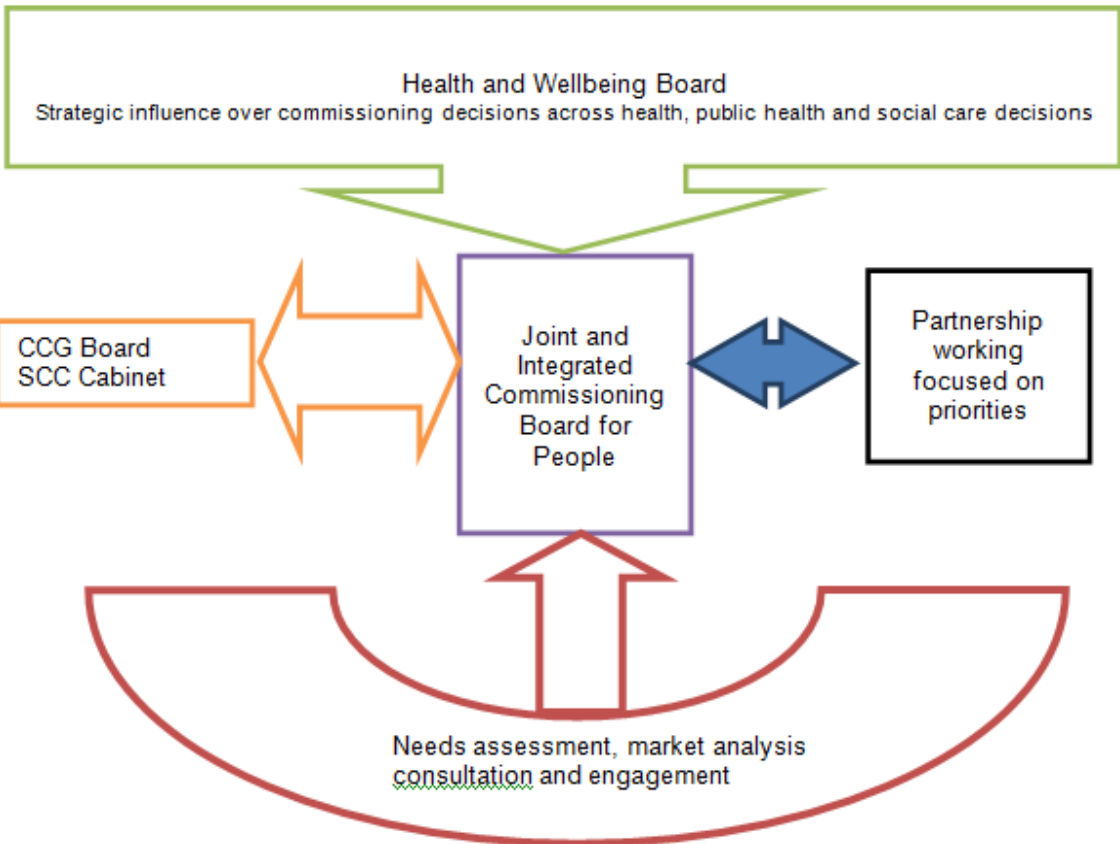 Health and Wellbeing Board
Strategic influence over commissioning decisions across health, public health and social care decisions
CCG Board
SCC Cabinet
Joint and
Integrated
Commissioning
Board for
People
Partnership
working
focused on
priorities
Needs assessment, market analysis
consultation and engagement